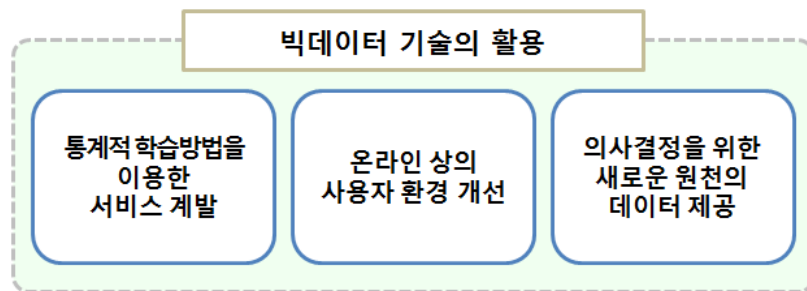 빅데이터 기술의 활용
통계적 학습방법을
이용한
서비스 계발
온라인 상의
사용자 환경 개선
의사결정을 위한
새로운 원천의
데이터 제공